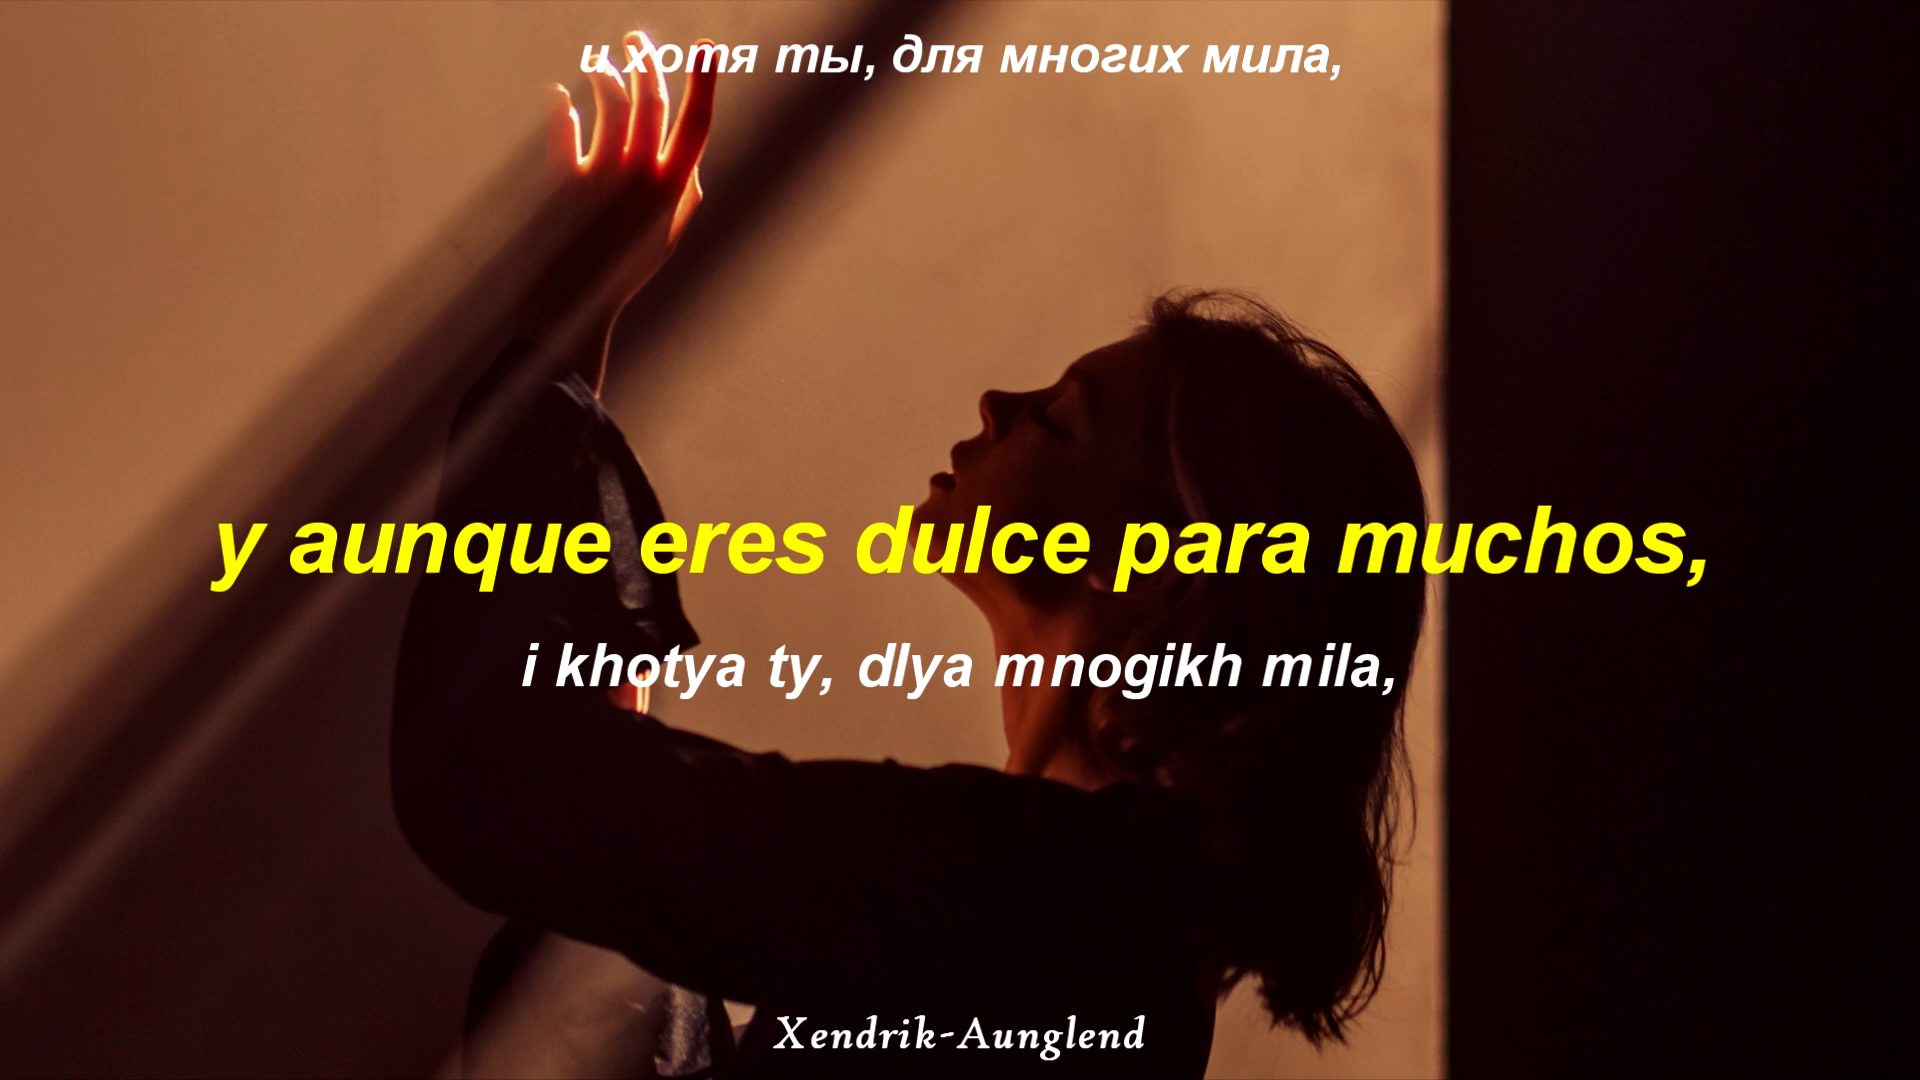 и хотя ты, для многих мила,
y aunque eres dulce para muchos,
i khotya ty, dlya mnogikh mila,
Xendrik-Aunglend